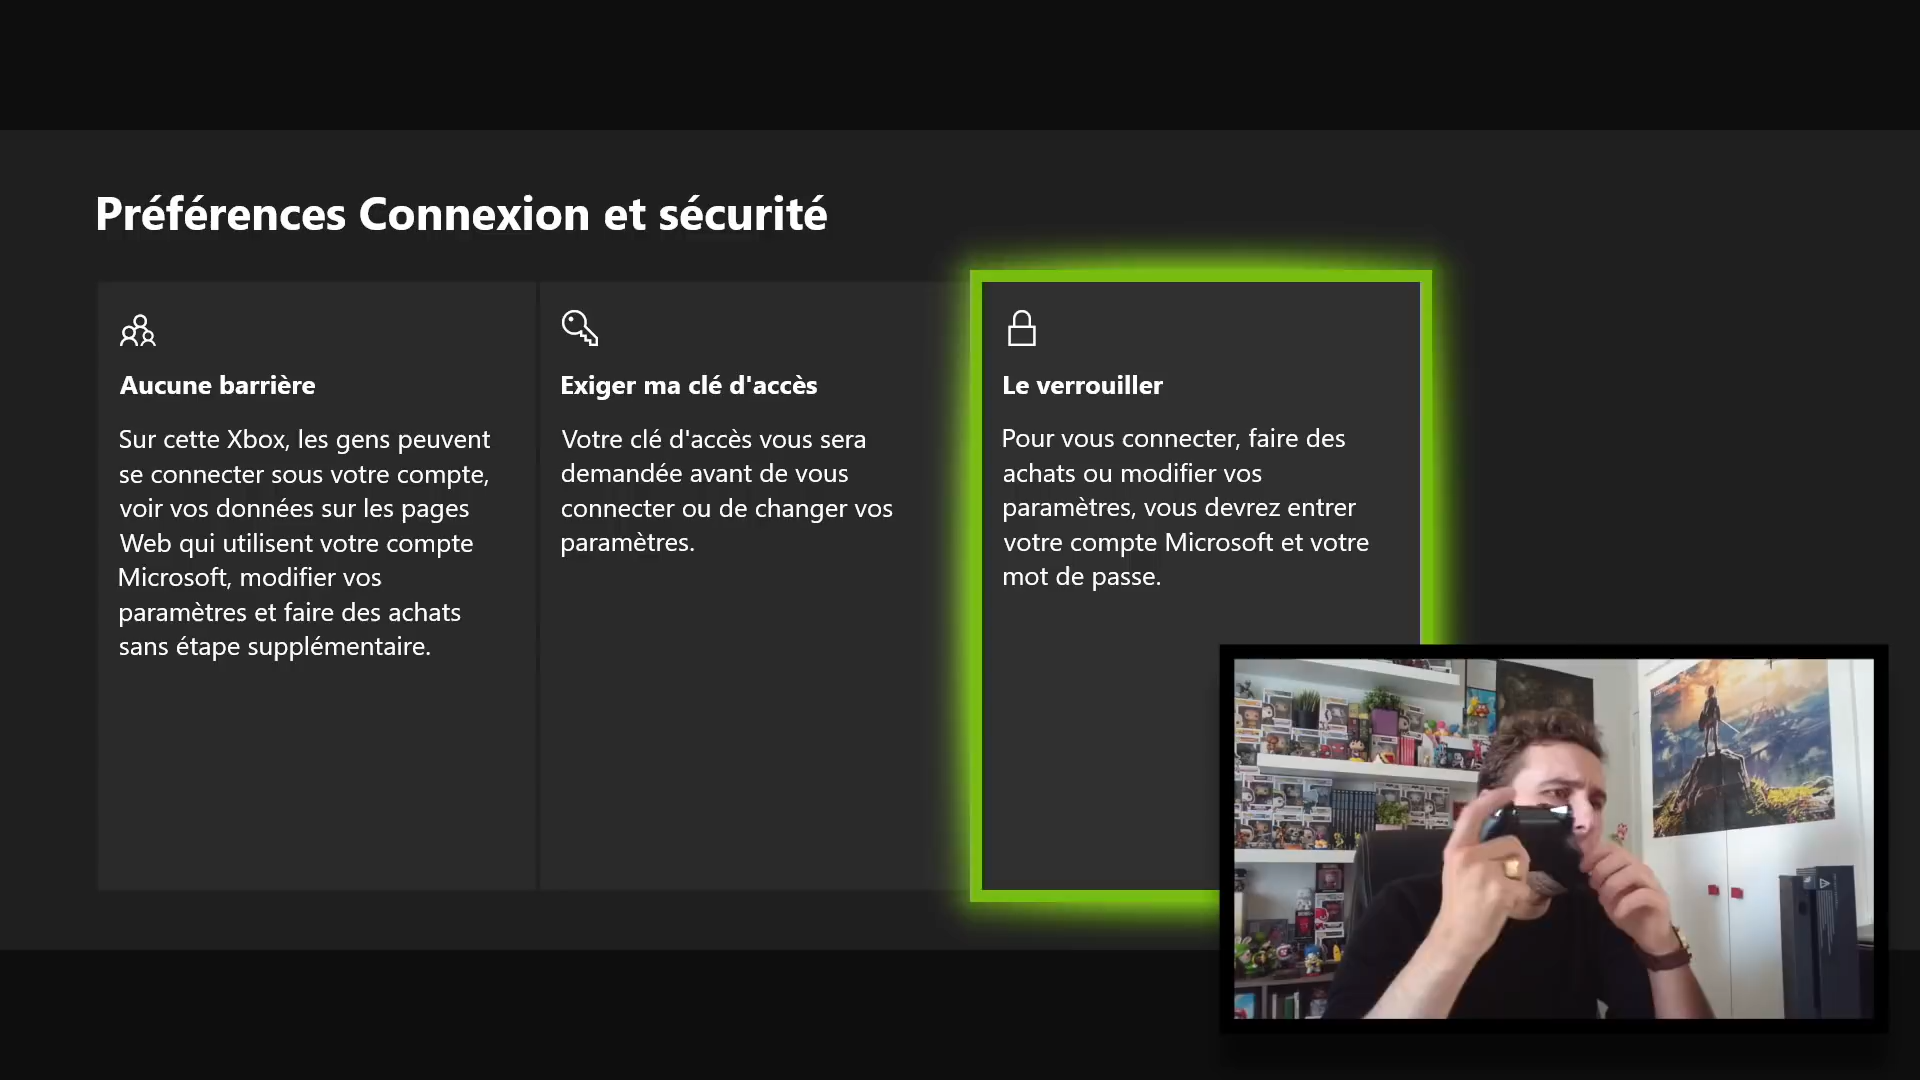 Préférences Connexion et sécurité
Aucune barrière
Sur cette Xbox, les gens peuvent
se connecter sous votre compte,
voir vos données sur les pages
Web qui utilisent votre compte
Microsoft, modifier vos
paramètres et faire des achats
sans étape supplémentaire.
Exiger ma clé d'accès
Votre clé d'accès vous sera
demandée avant de vous
connecter ou de changer vos
paramètres.
Le verrouiller
Pour vous connecter, faire des
achats ou modifier vos
paramètres, vous devrez entrer
votre compte Microsoft et votre
mot de passe.